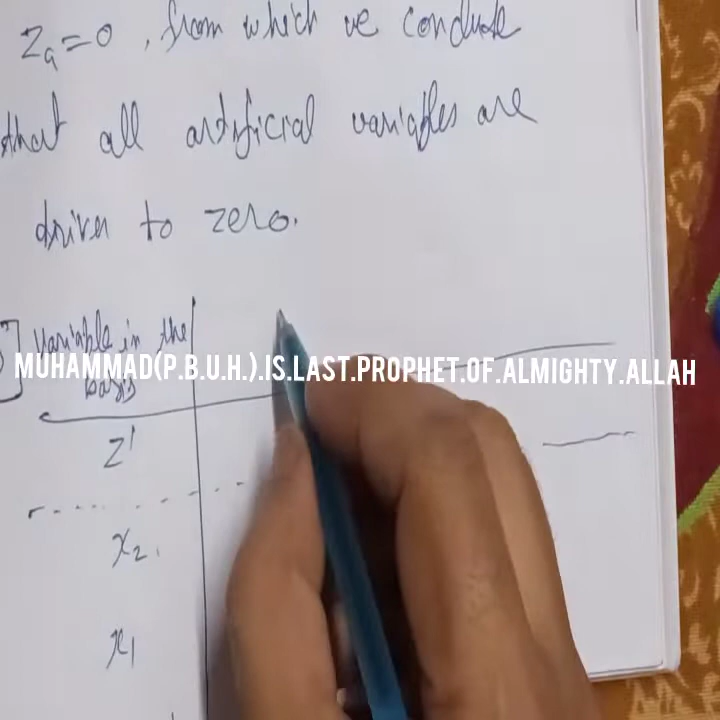 Za=0, from which we conclude
that all artificial variables are
driven to zero.
Variable in the
basis
MUHAMMAD(P.B.U.H.).IS.LAST.PROPHET.OF.ALMIGHTY.ALLAH
Z'
x2
x1